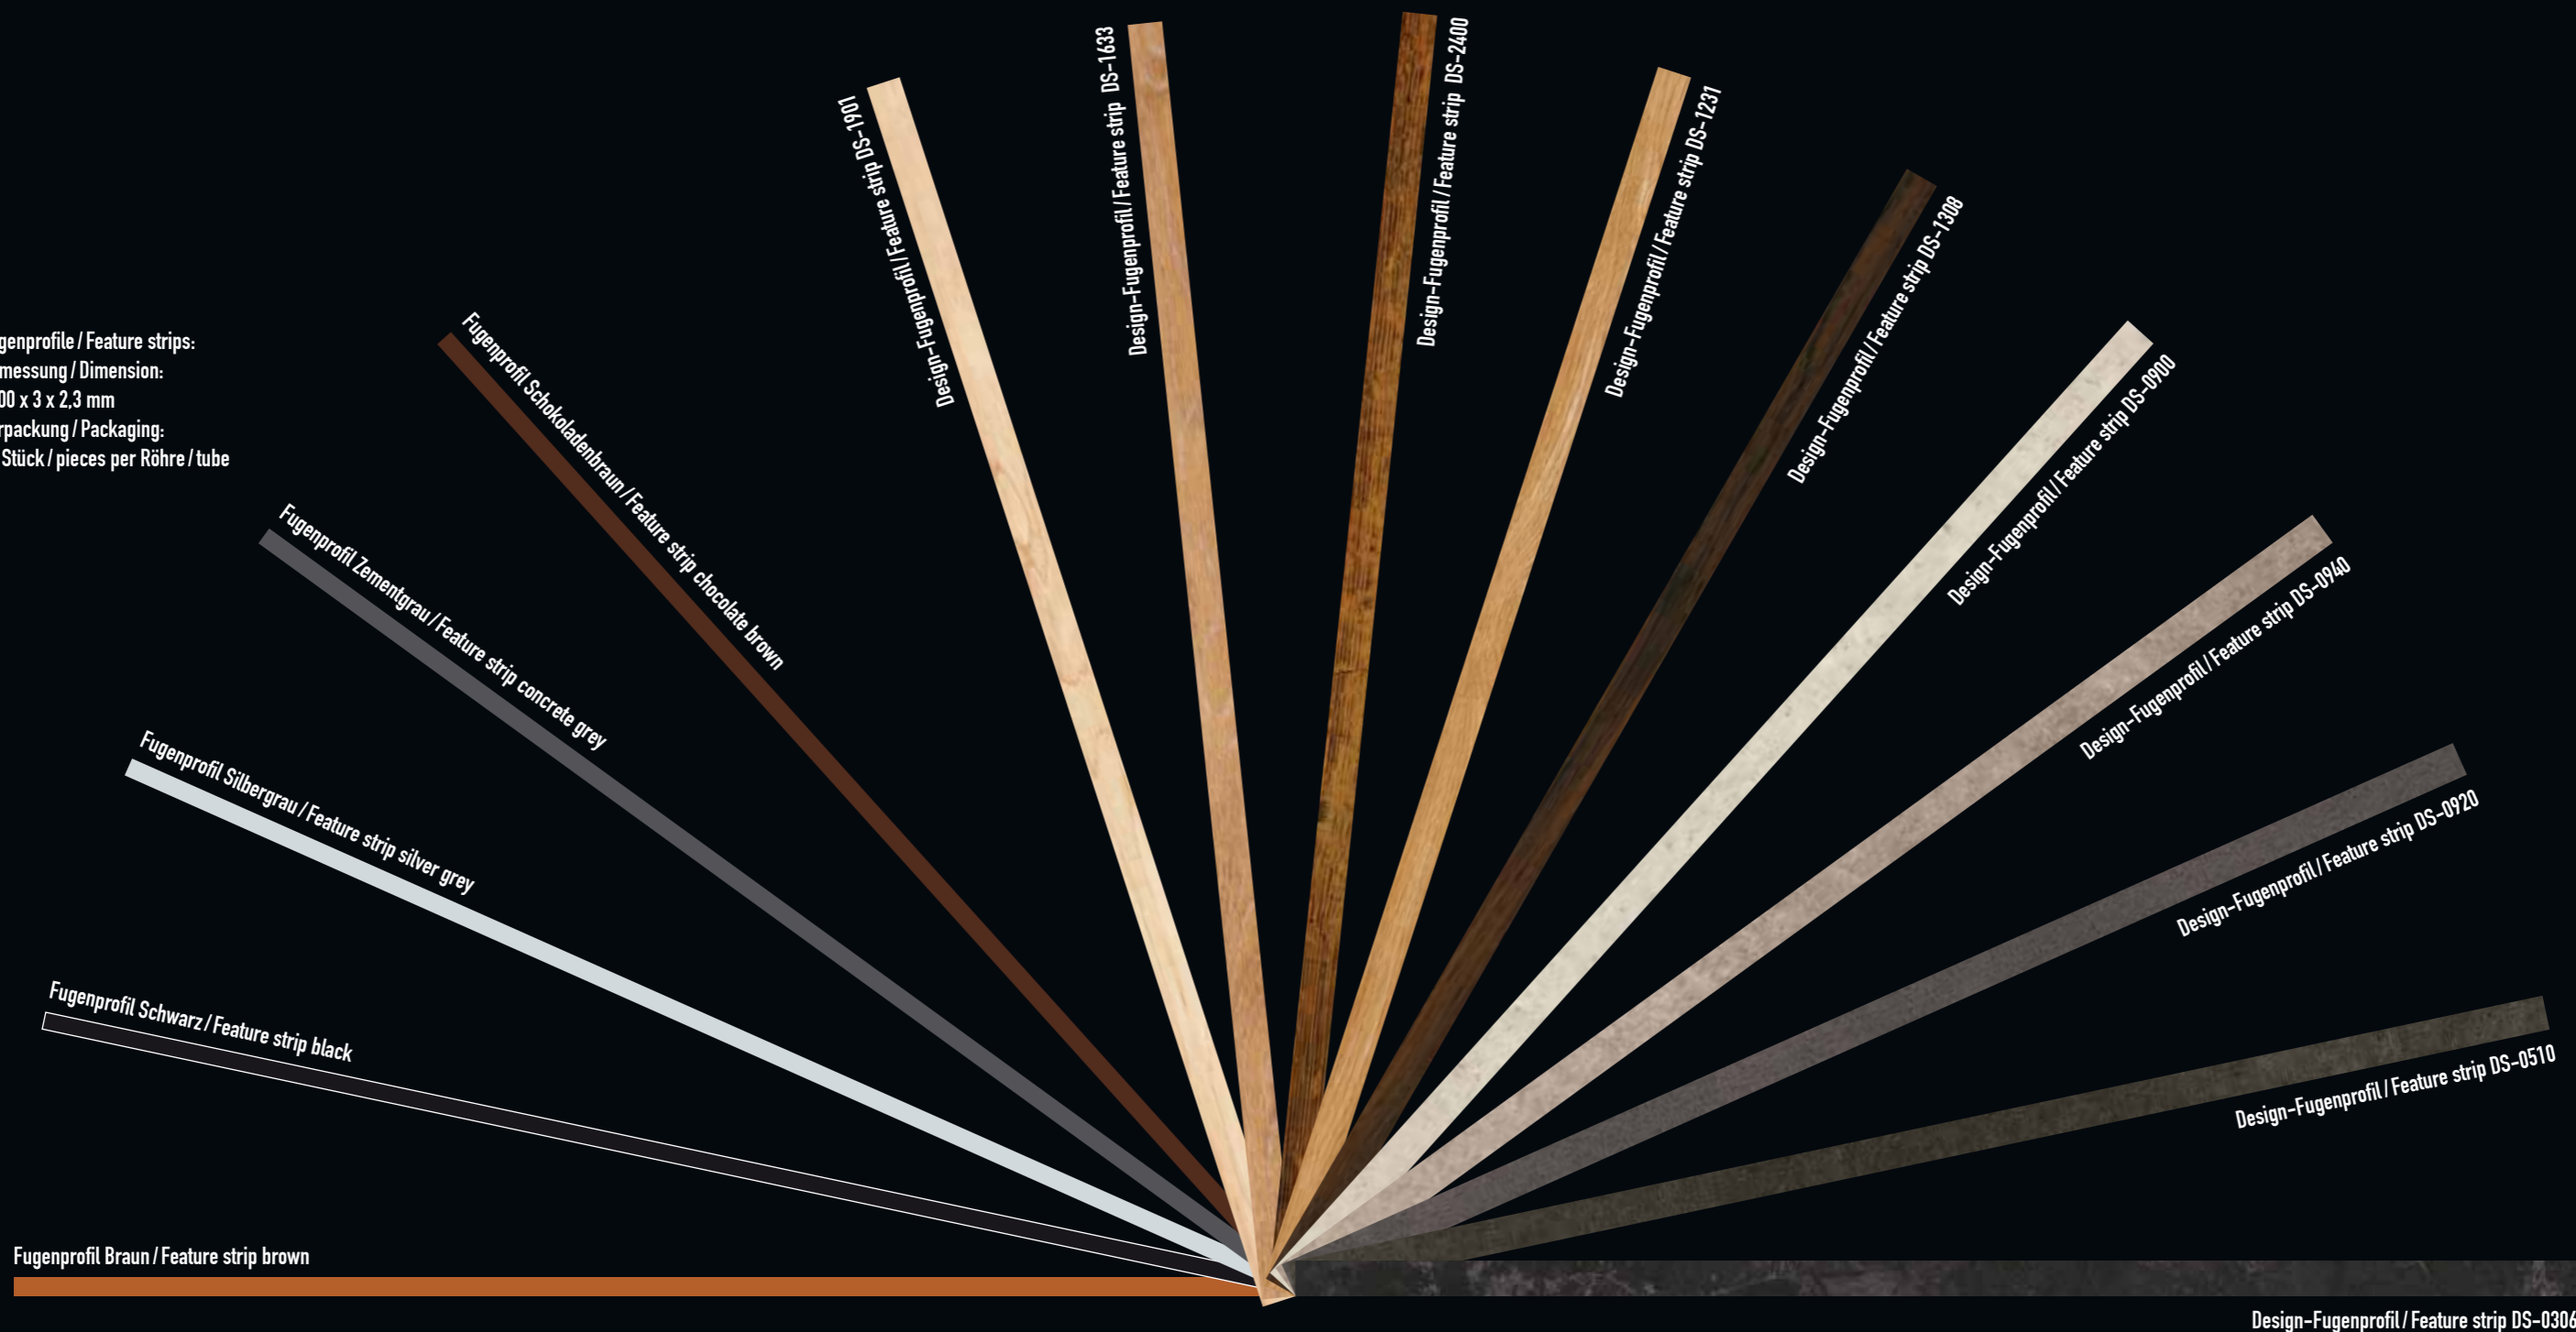 genprofile / Feature strips:
messung / Dimension:
00 x 3 x 2,3 mm
rpackung / Packaging:
Stück / pieces per Röhre / tube
Fugenprofil Braun / Feature strip brown
Fugenprofil Schwarz / Feature strip black
Fugenprofil Silbergrau / Feature strip silver grey
Fugenprofil Zementgrau / Feature strip concrete grey
Fugenprofil Schokoladenbraun / Feature strip chocolate brown
Design-Fugenprofil / Feature strip DS-1901
Design-Fugenprofil / Feature strip DS-1633
Design-Fugenprofil / Feature strip DS-2400
Design-Fugenprofil / Feature strip DS-1231
Design-Fugenprofil / Feature strip DS-1308
Design-Fugenprofil / Feature strip DS-0900
Design-Fugenprofil / Feature strip DS-0940
Design-Fugenprofil / Feature strip DS-0920
Design-Fugenprofil / Feature strip DS-0510
Design-Fugenprofil / Feature strip DS-0306